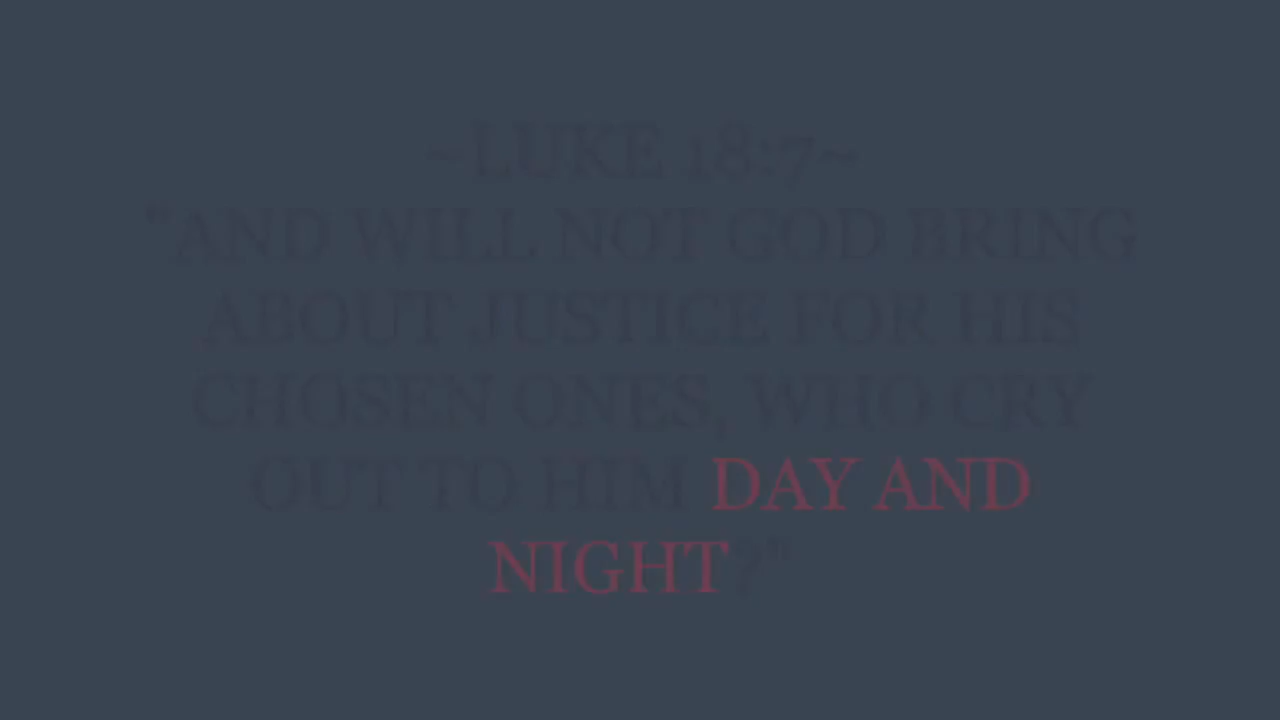 ~LUKE 18:7~
"AND WILL NOT GOD BRING
ABOUT JUSTICE FOR HIS
CHOSEN ONES, WHO CRY
OUT TO HIM DAY AND
NIGHT?"